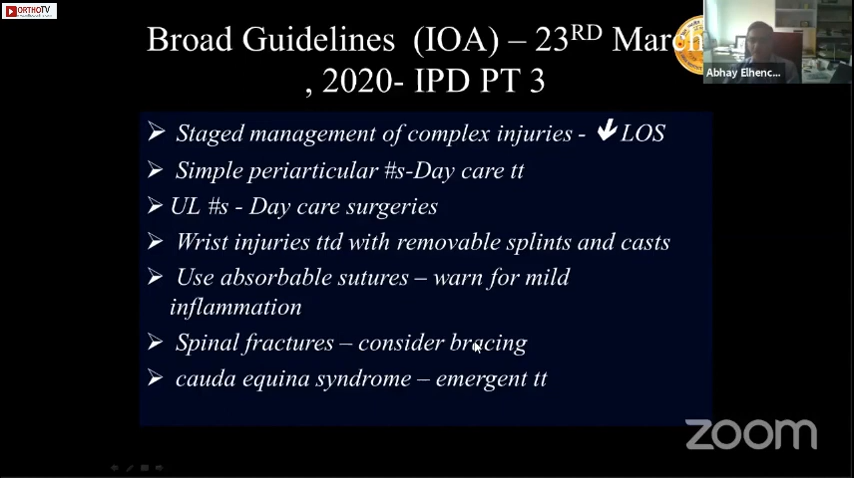 ORTHOTV
Broad Guidelines (IOA) – 23RD March
, 2020- IPD PT 3
Abhay Elhenc...
Staged management of complex injuries - LOS
Simple periarticular #s-Day care tt
UL #s - Day care surgeries
Wrist injuries ttd with removable splints and casts
Use absorbable sutures – warn for mild
inflammation
Spinal fractures – consider bracing
cauda equina syndrome – emergent tt
zoom